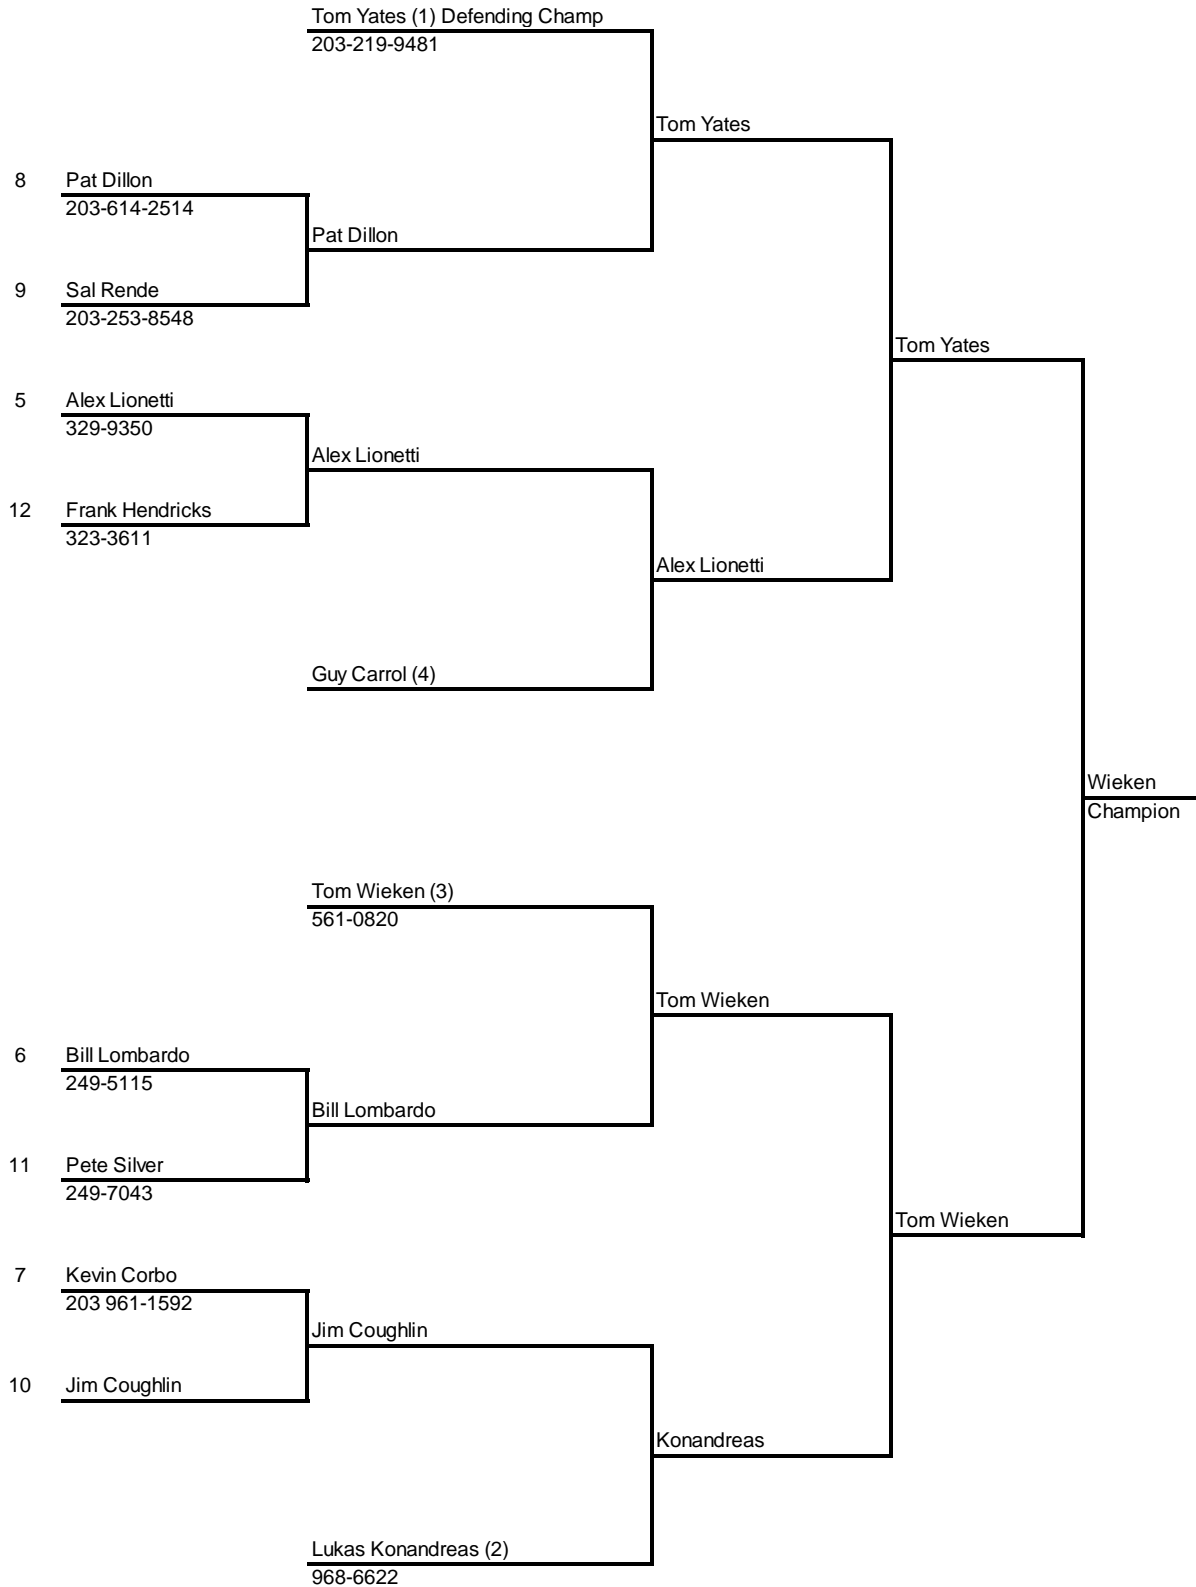 Tom Yates (1) Defending Champ
203-219-9481
Tom Yates
8 Pat Dillon
203-614-2514
Pat Dillon
9 Sal Rende
203-253-8548
Tom Yates
5 Alex Lionetti
329-9350
Alex Lionetti
12 Frank Hendricks
323-3611
Alex Lionetti
Guy Carrol (4)
Wieken
Champion
Tom Wieken (3)
561-0820
Tom Wieken
6 Bill Lombardo
249-5115
Bill Lombardo
11 Pete Silver
249-7043
Tom Wieken
7 Kevin Corbo
203 961-1592
Jim Coughlin
10 Jim Coughlin
Konandreas
Lukas Konandreas (2)
968-6622